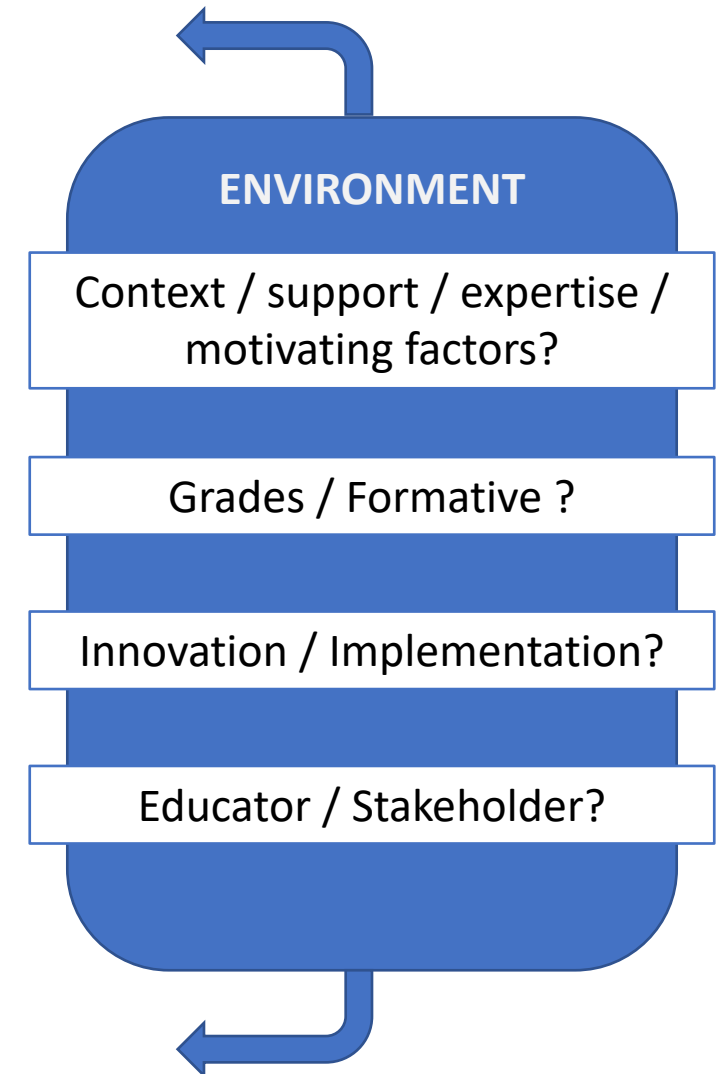 ENVIRONMENT
Context / support / expertise /
motivating factors?
Grades / Formative ?
Innovation / Implementation?
Educator / Stakeholder?